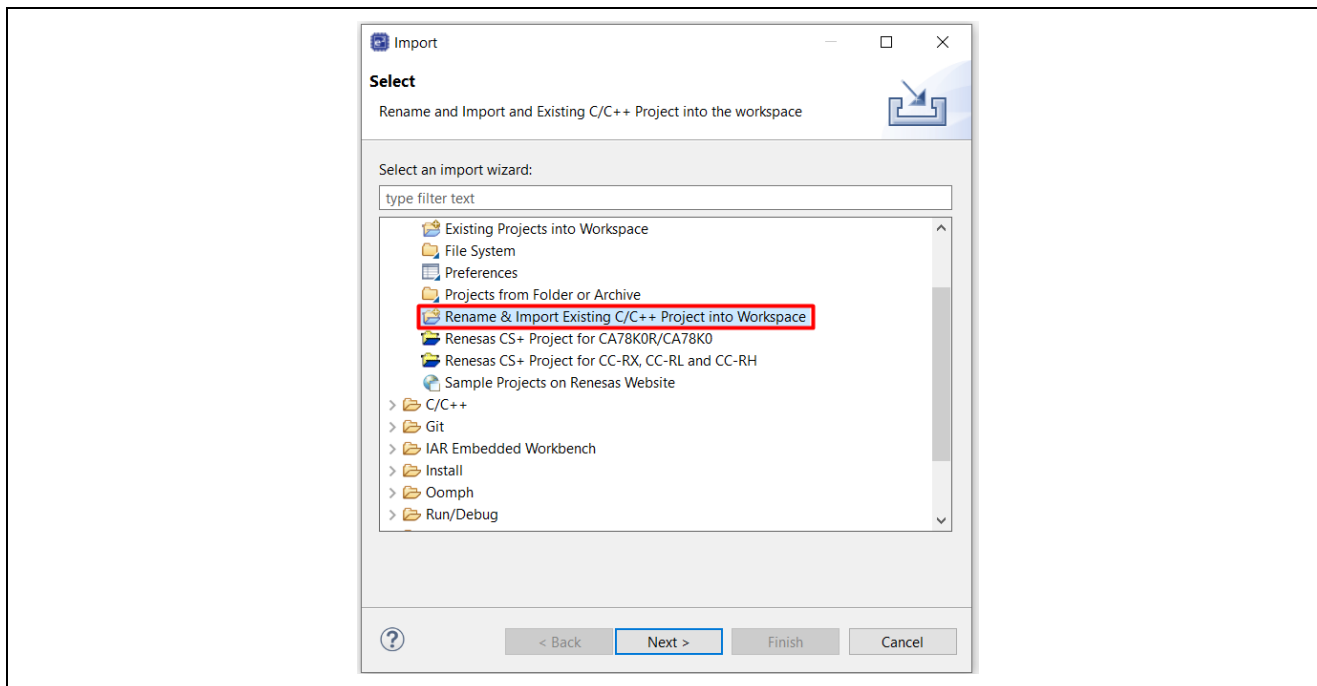 Import
Select
Rename and Import and Existing C/C++ Project into the workspace
Select an import wizard:
type filter text
Existing Projects into Workspace
File System
Preferences
Projects from Folder or Archive
Rename & Import Existing C/C++ Project into Workspace
Renesas CS+ Project for CA78K0R/CA78K0
Renesas CS+ Project for CC-RX, CC-RL and CC-RH
Sample Projects on Renesas Website
> C/C++
> Git
> IAR Embedded Workbench
> Install
> Oomph
> Run/Debug
? < Back Next > Finish Cancel